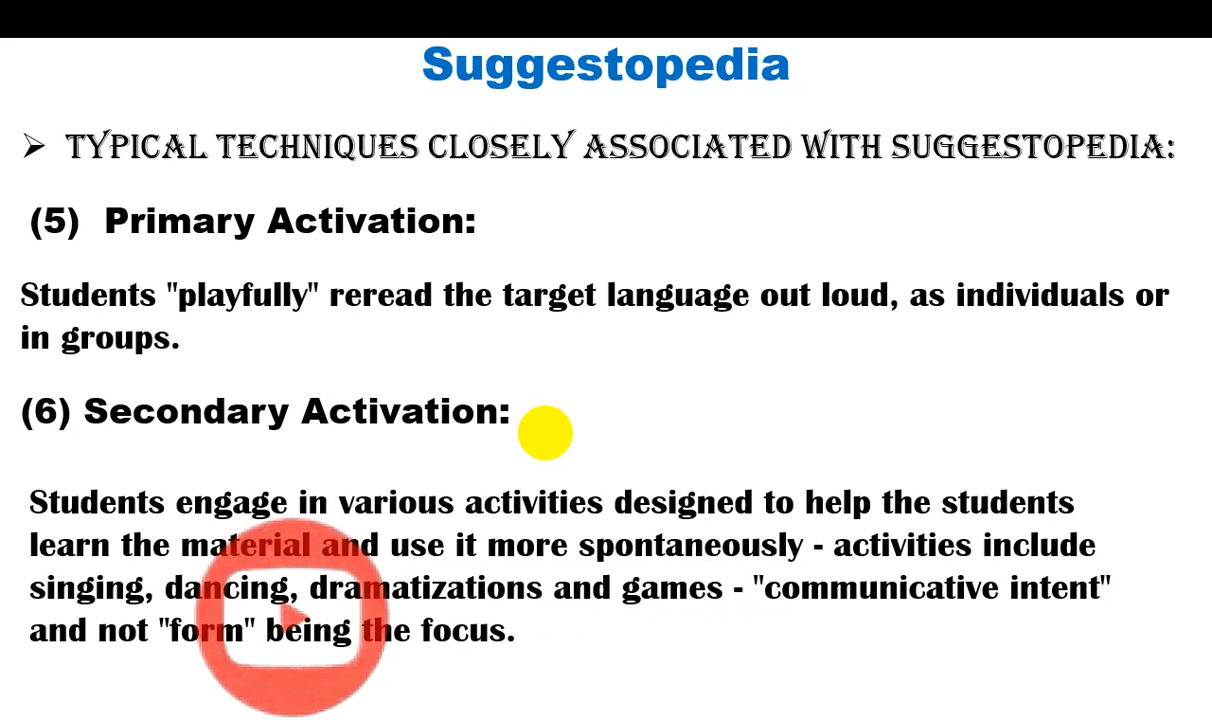 Suggestopedia
➢ TYPICAL TECHNIQUES CLOSELY ASSOCIATED WITH SUGGESTOPEDIA:
(5) Primary Activation:
Students "playfully" reread the target language out loud, as individuals or
in groups.
(6) Secondary Activation:
Students engage in various activities designed to help the students
learn the material and use it more spontaneously - activities include
singing, dancing, dramatizations and games - "communicative intent"
and not "form" being the focus.